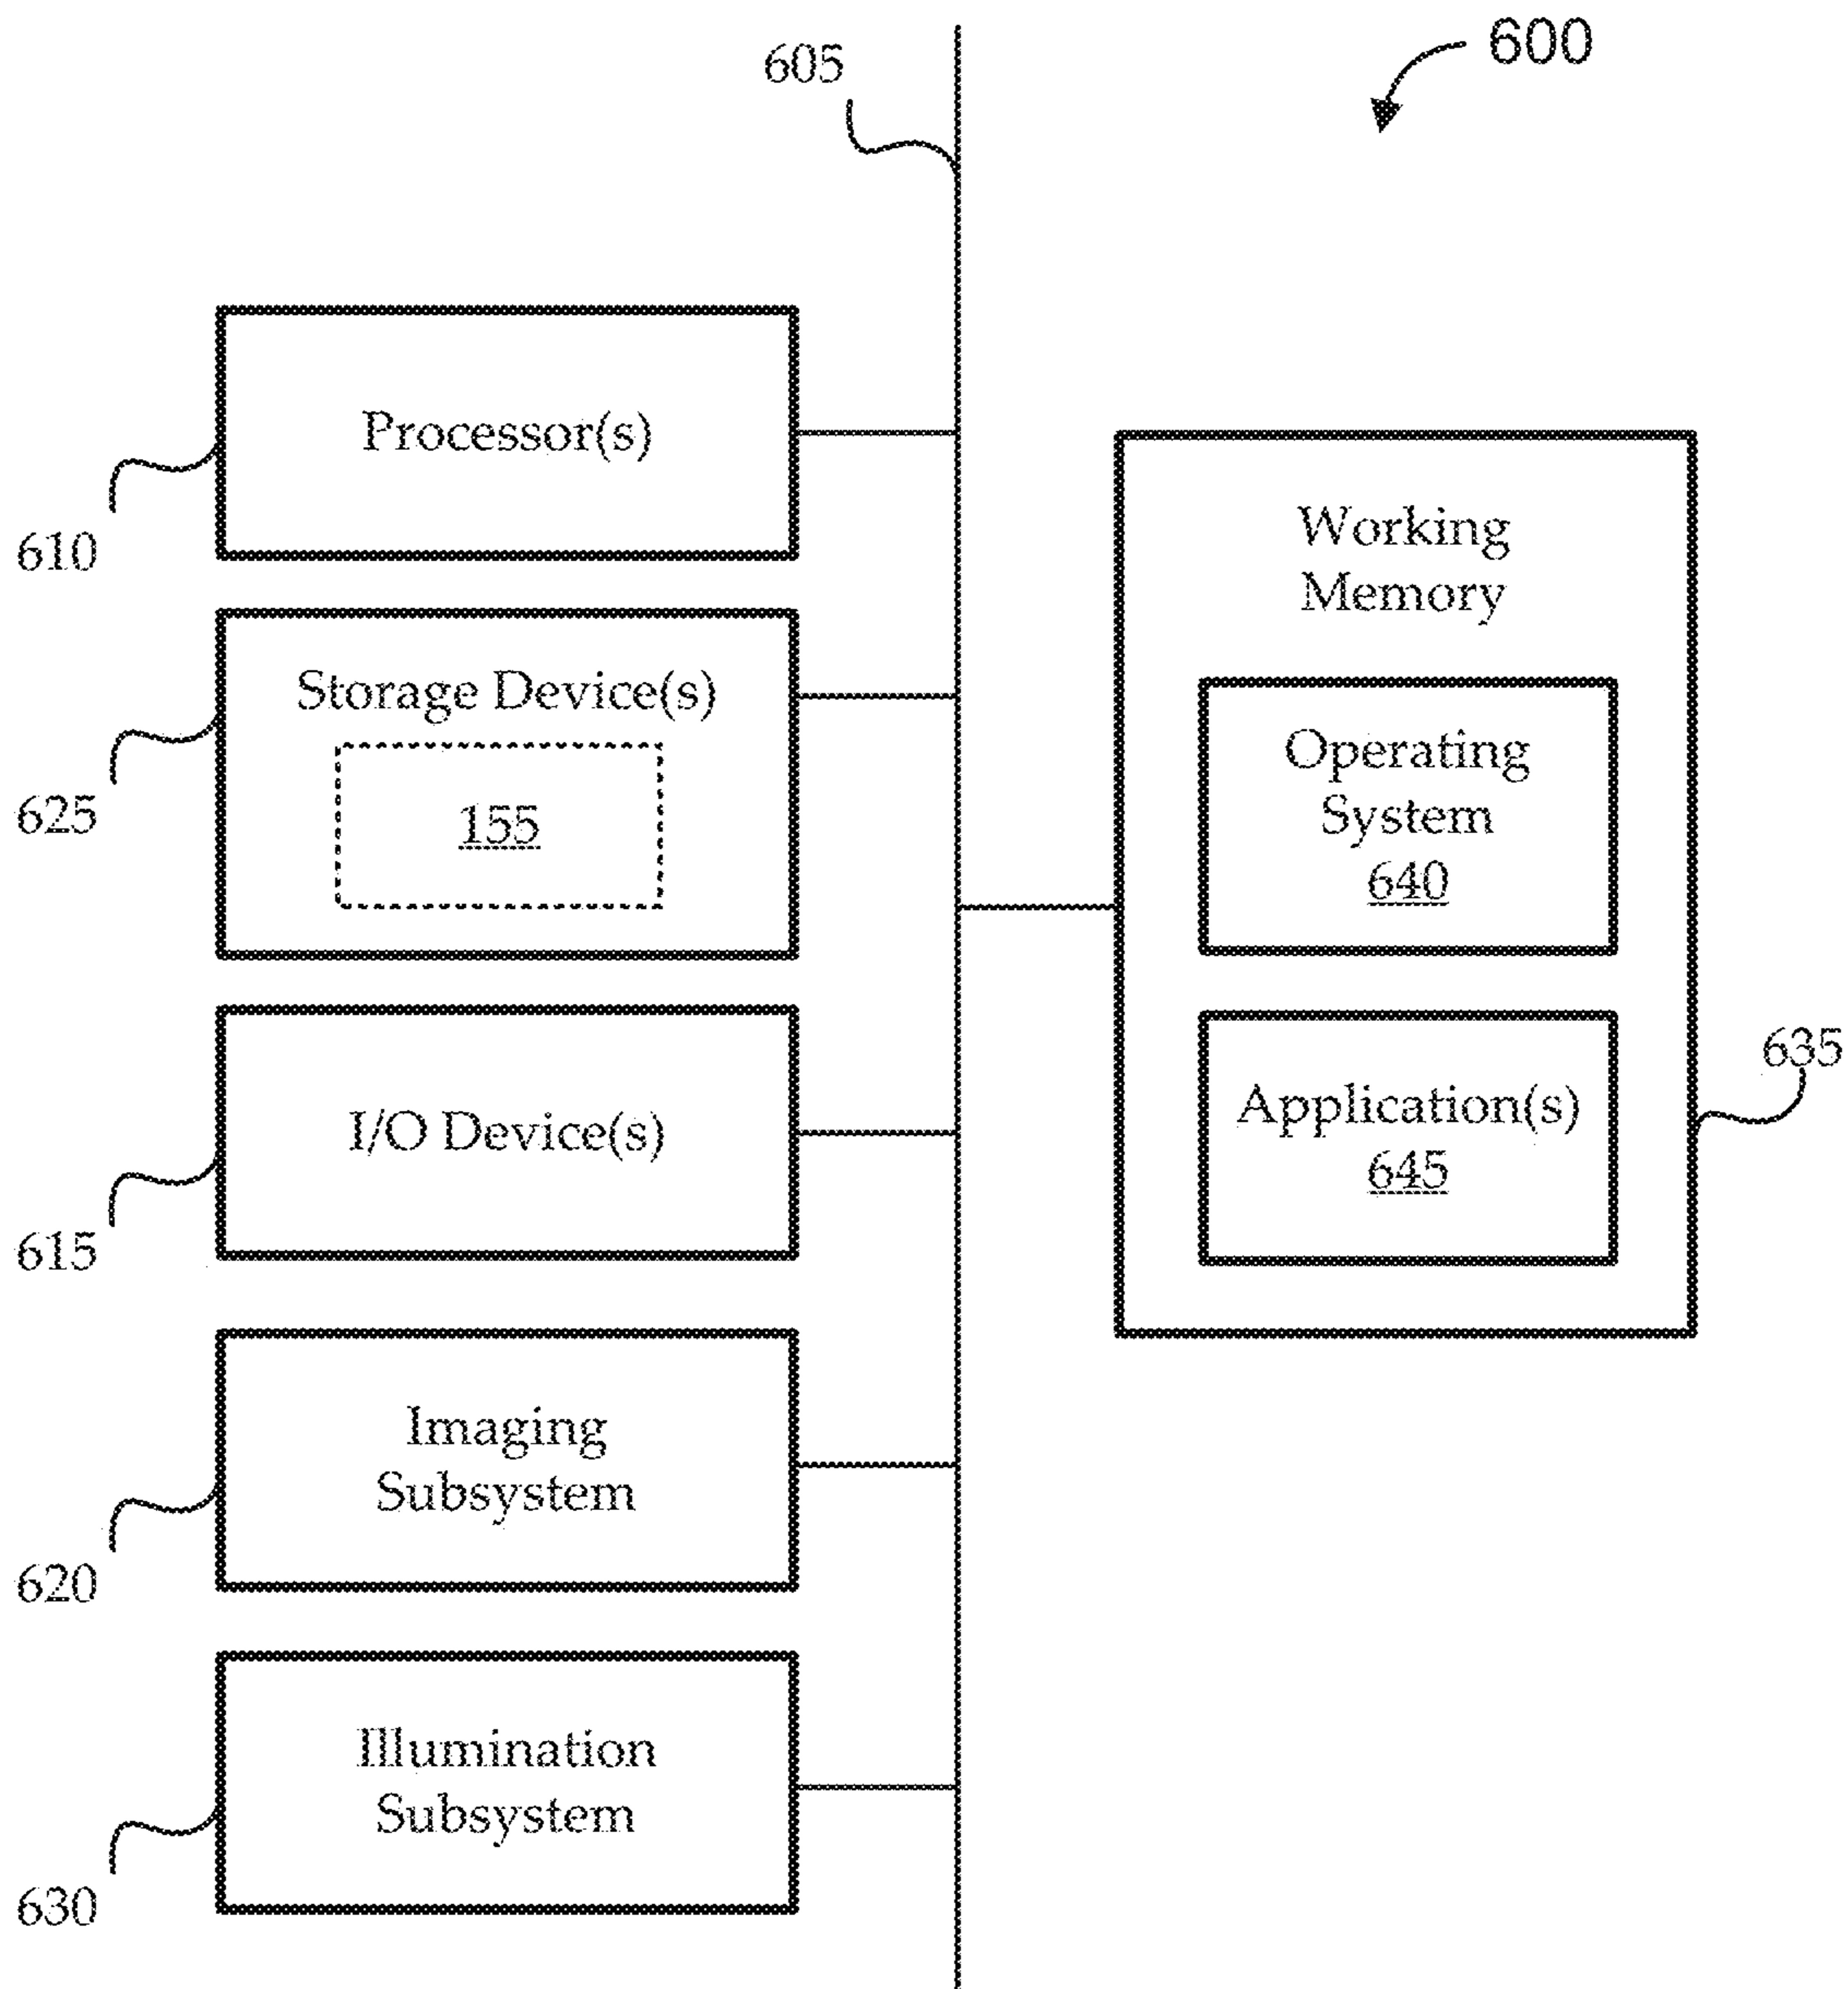 600
605
Processor(s)
610
Storage Device(s)
155
625
I/O Device(s)
615
Imaging
Subsystem
620
Illumination
Subsystem
630
Working
Memory
Operating
System
640
Application(s)
645
635